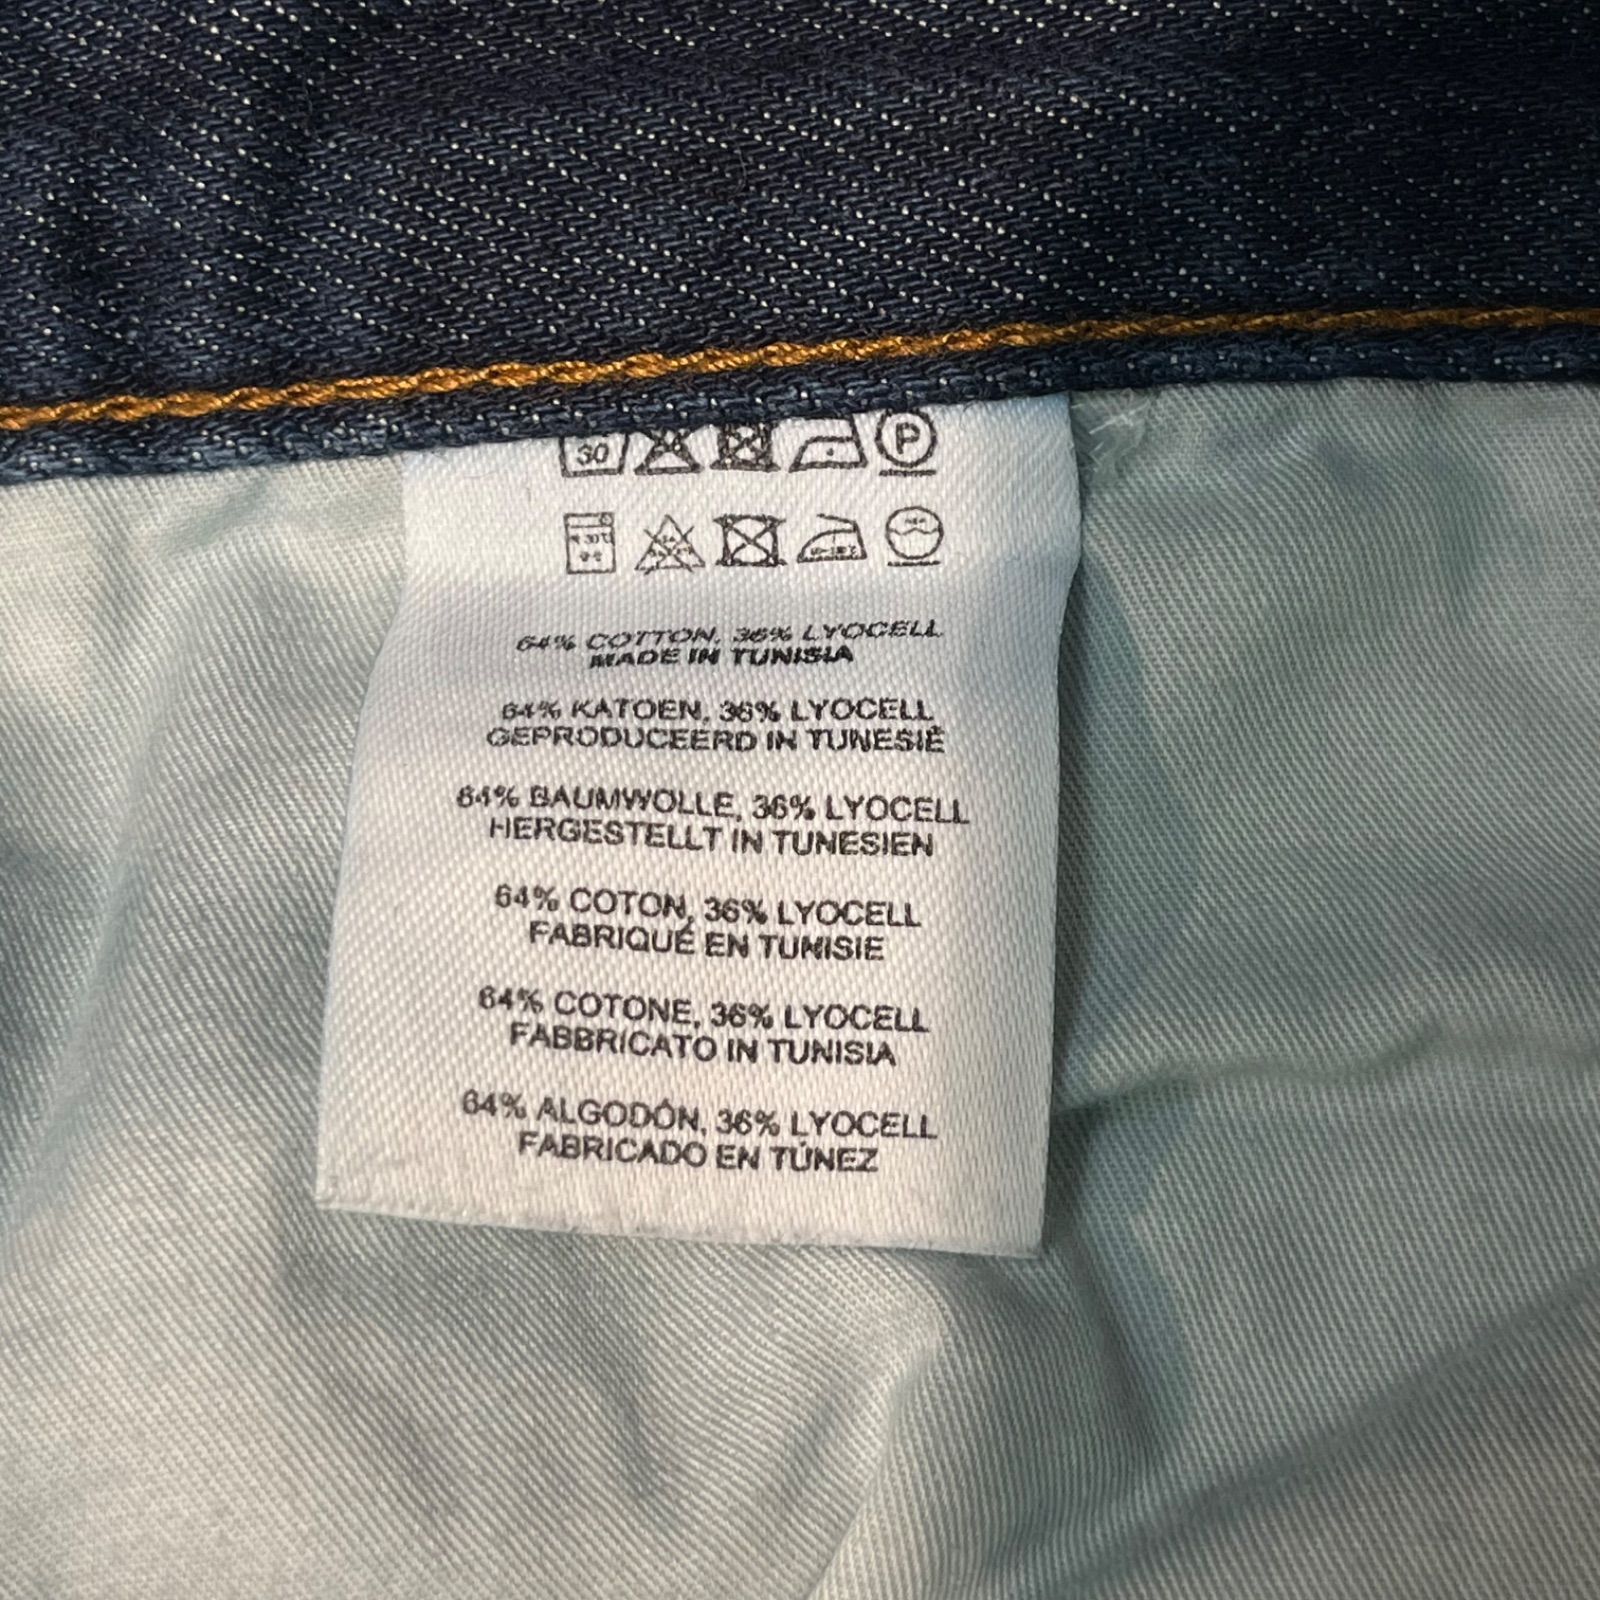 30 P
64% COTTON, 36% LYOCELL
MADE IN TUNISIA
64% KATOEN, 36% LYOCELL
GEPRODUCEERD IN TUNESIË
64% BAUMWOLLE, 36% LYOCELL
HERGESTELLT IN TUNESIEN
64% COTON, 36% LYOCELL
FABRIQUÉ EN TUNISIE
64% COTONE, 36% LYOCELL
FABBRICATO IN TUNISIA
64% ALGODÓN, 36% LYOCELL
FABRICADO EN TÚNEZ